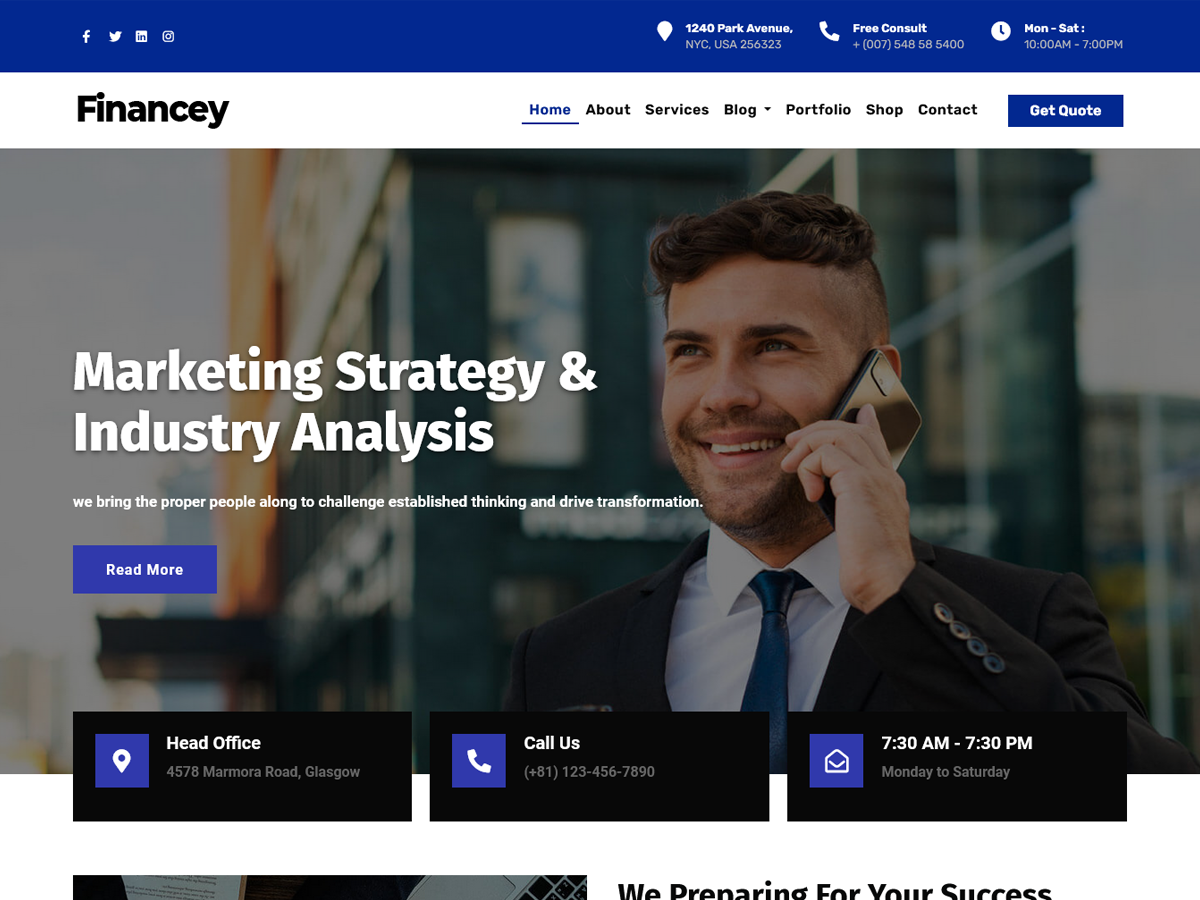 1240 Park Avenue,
NYC, USA 256323
Free Consult
+ (007) 548 58 5400
Mon - Sat :
10:00AM - 7:00PM
Financey
Home About Services Blog Portfolio Shop Contact Get Quote
Marketing Strategy &
Industry Analysis
we bring the proper people along to challenge established thinking and drive transformation.
Read More
Head Office
4578 Marmora Road, Glasgow
Call Us
(+81) 123-456-7890
7:30 AM - 7:30 PM
Monday to Saturday
We Preparing For Your Success